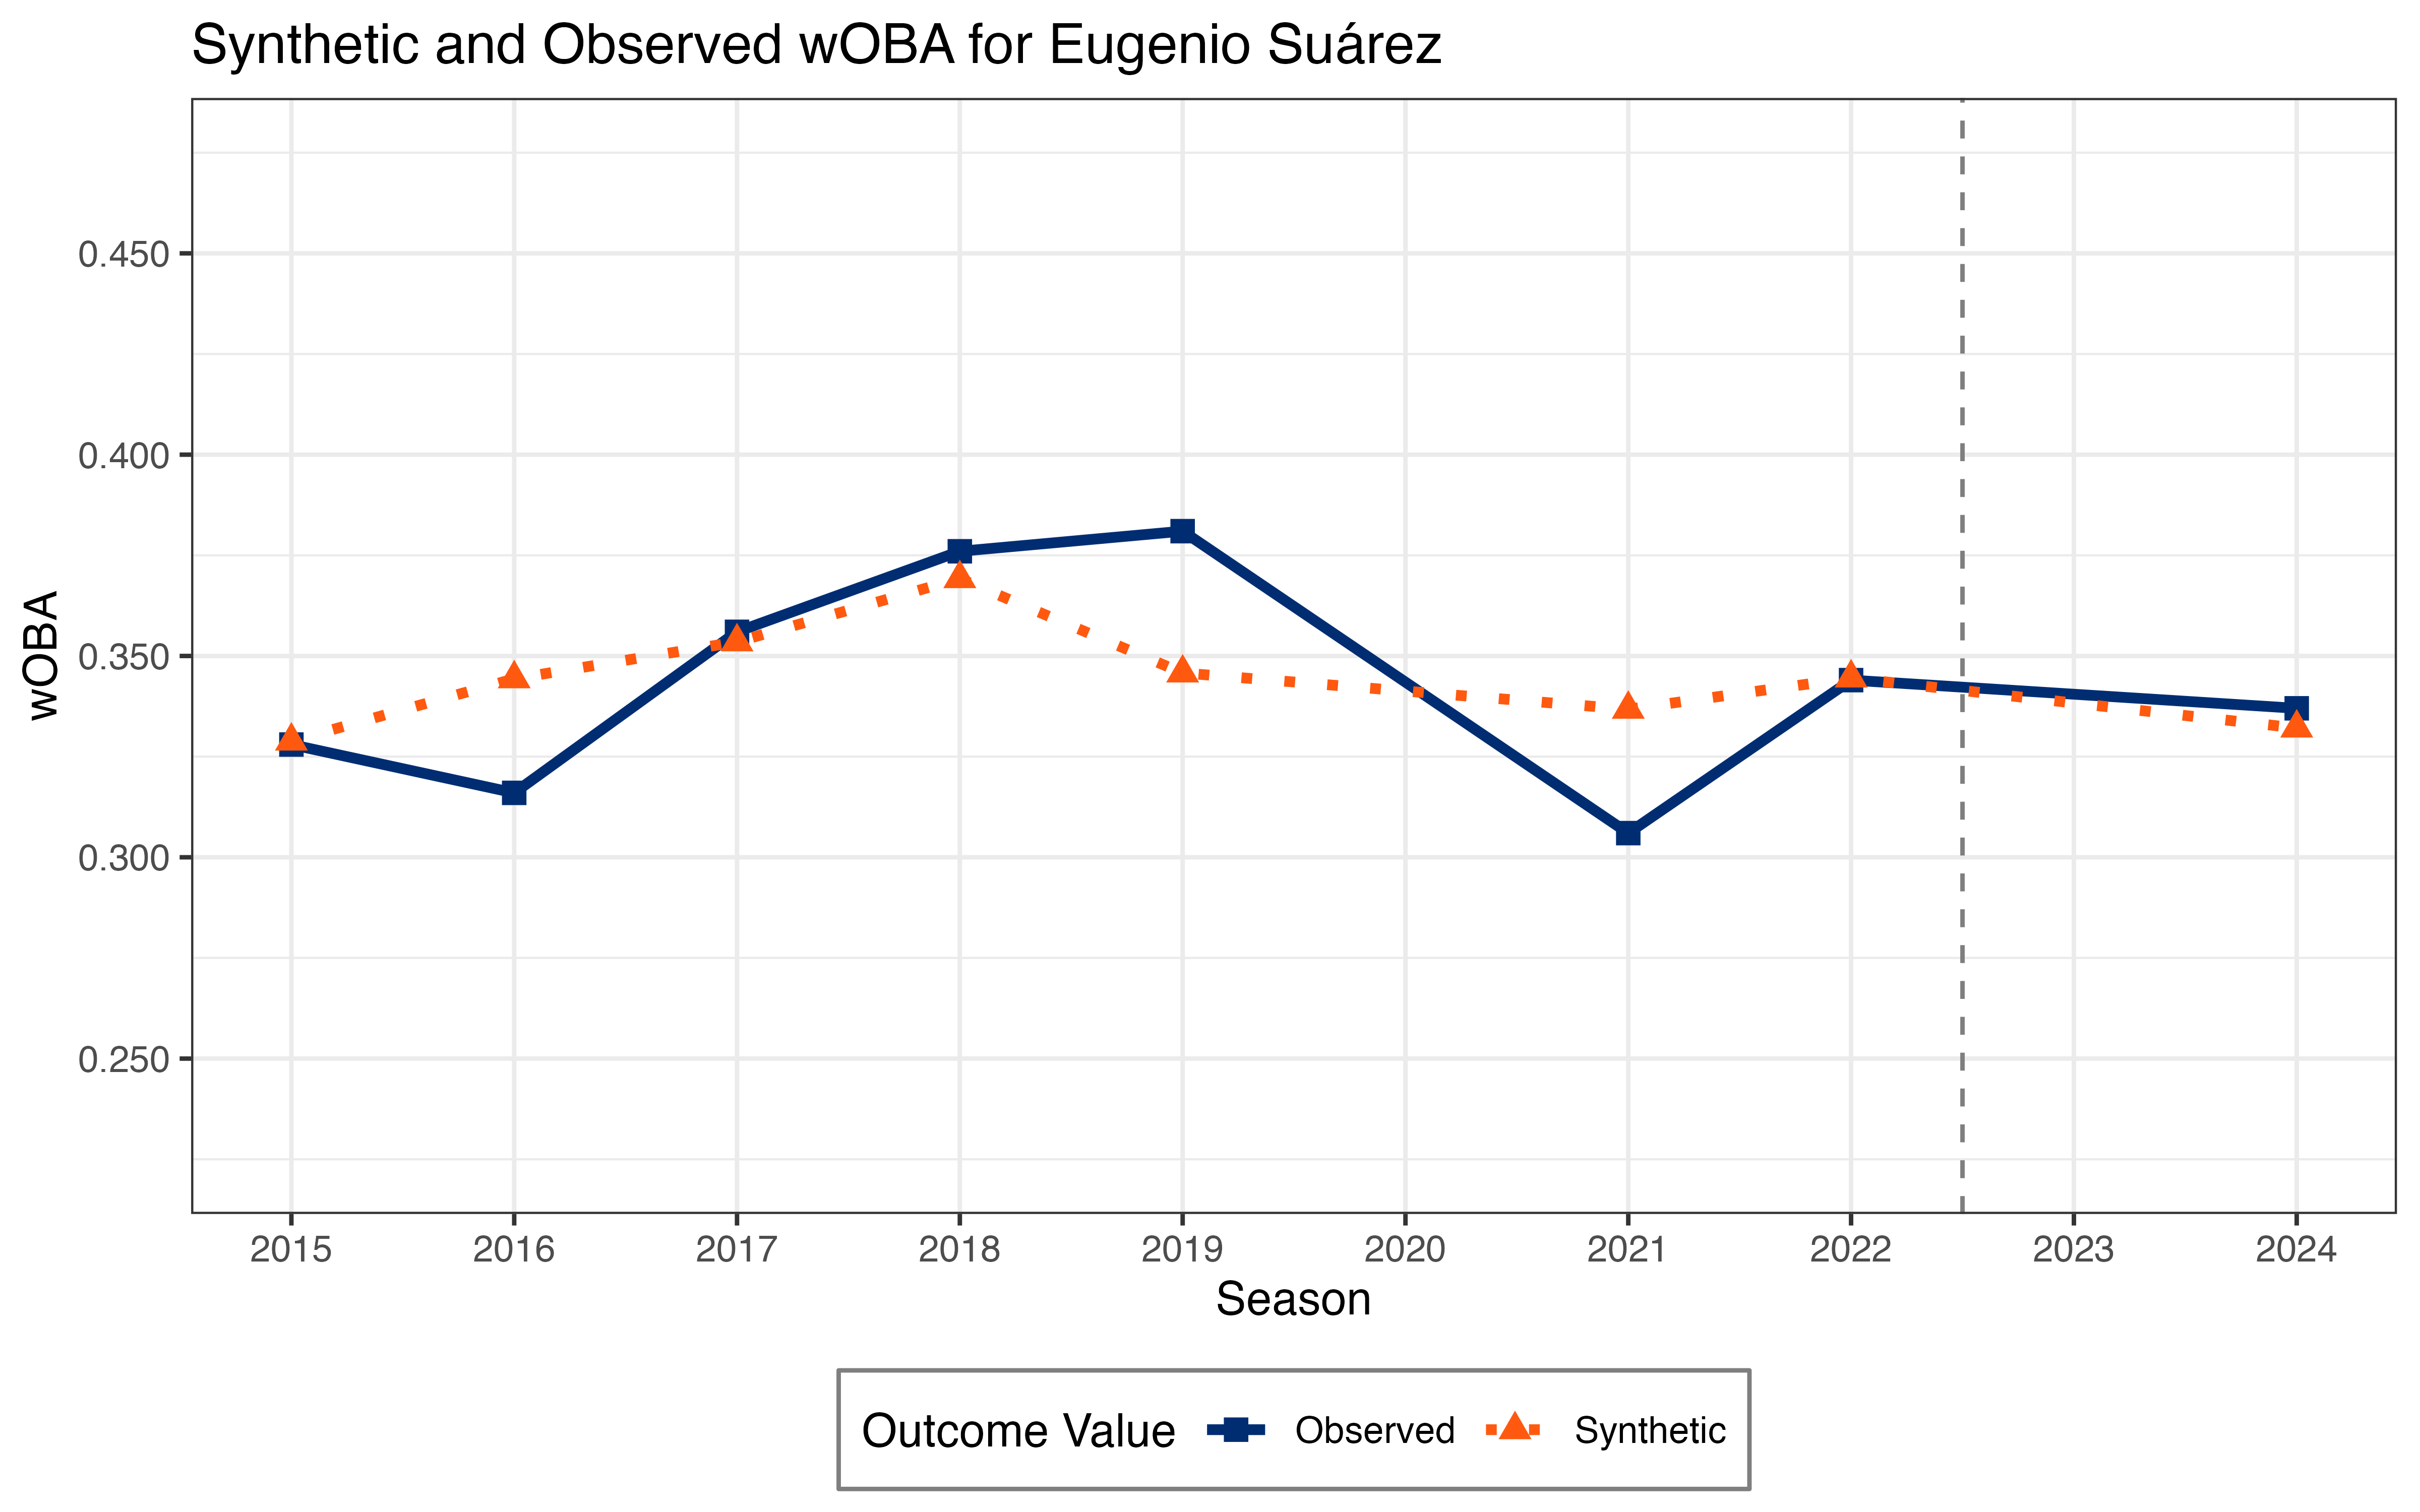 Synthetic and Observed wOBA for Eugenio Suárez
wOBA
0.450
0.400
0.350
0.300
0.250
2015 2016 2017 2018 2019 2020 2021 2022 2023 2024
Season
Outcome Value Observed Synthetic